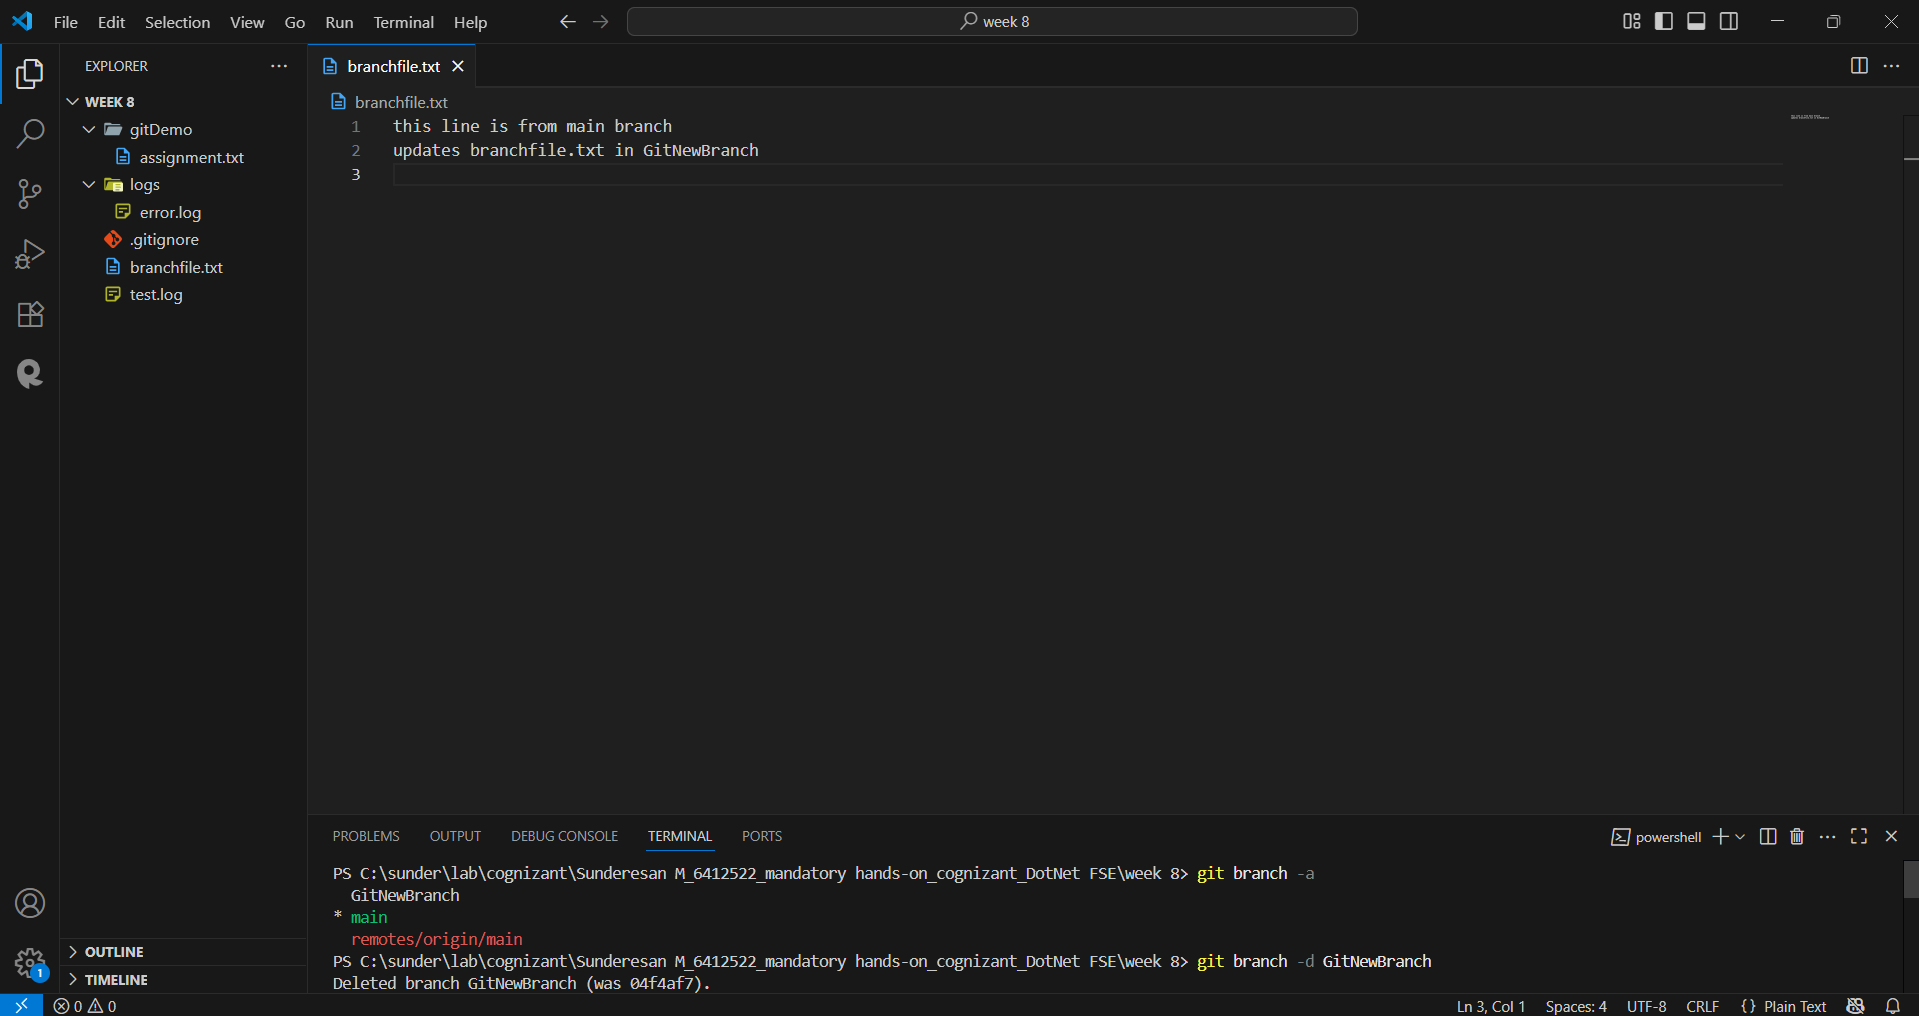 File Edit Selection View Go Run Terminal Help
week 8
EXPLORER
WEEK 8
gitDemo
assignment.txt
logs
error.log
.gitignore
branchfile.txt
test.log
OUTLINE
TIMELINE
branchfile.txt
branchfile.txt
1 this line is from main branch
2 updates branchfile.txt in GitNewBranch
3
PROBLEMS OUTPUT DEBUG CONSOLE TERMINAL PORTS
powershell
PS C:\sunder\lab\cognizant\Sunderesan M_6412522_mandatory hands-on_cognizant_DotNet FSE\week 8> git branch -a
GitNewBranch
* main
remotes/origin/main
PS C:\sunder\lab\cognizant\Sunderesan M_6412522_mandatory hands-on_cognizant_DotNet FSE\week 8> git branch -d GitNewBranch
Deleted branch GitNewBranch (was 04f4af7).
1
0 0
Ln 3, Col 1 Spaces: 4 UTF-8 CRLF {} Plain Text